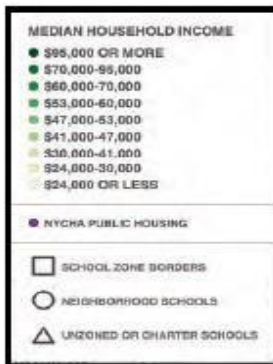 MEDIAN HOUSEHOLD INCOME
$95,000 OR MORE
$70,000-95,000
$60,000-70,000
$53,000-60,000
$47,000-53,000
$41,000-47,000
$30,000-41,000
$24,000-30,000
$24,000 OR LESS
NYCHA PUBLIC HOUSING
SCHOOL ZONE BORDERS
NEIGHBORHOOD SCHOOLS
UNZONED OR CHARTER SCHOOLS